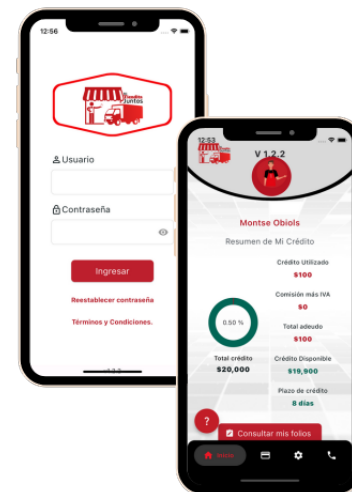 12:56
Juntos
Usuario
Contraseña
Ingresar
Reestablecer contraseña
Términos y Condiciones.
12:53
V 1.2.2
Montse Obiols
Resumen de Mi Crédito
Crédito Utilizado
$100
Comisión más IVA
$0
0.50 %
Total adeudo
$100
Total crédito
$20,000
Crédito Disponible
$19,900
Plazo de crédito
8 días
?
Consultar mis folios